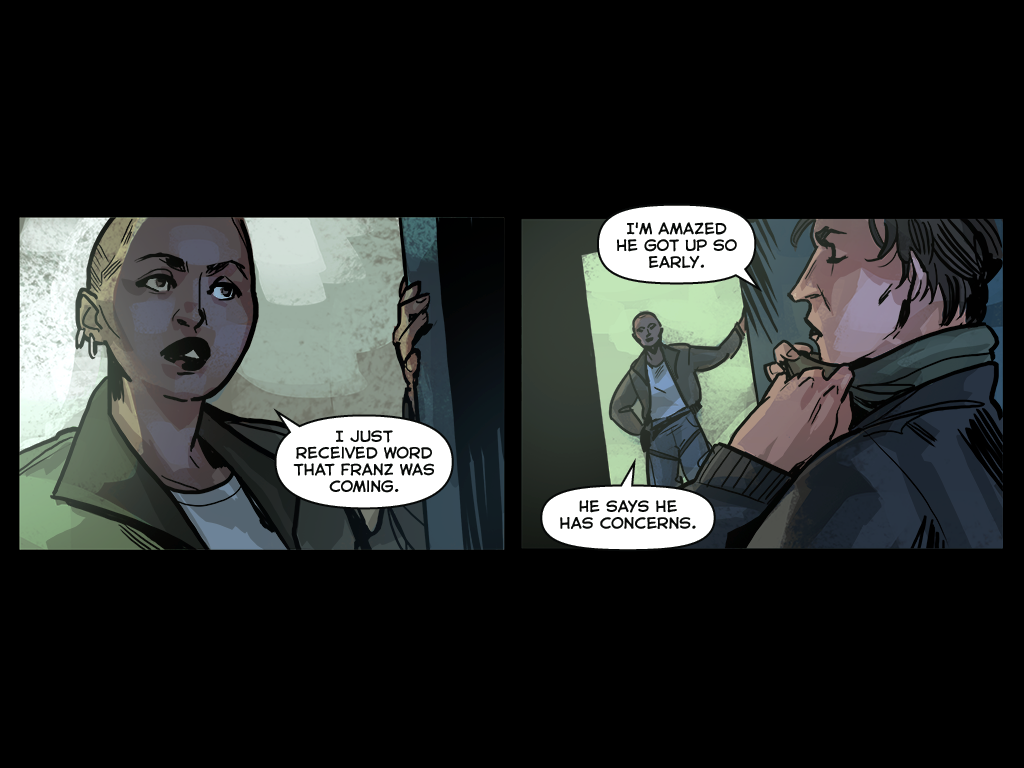 I JUST
RECEIVED WORD
THAT FRANZ WAS
COMING.
I'M AMAZED
HE GOT UP SO
EARLY.
HE SAYS HE
HAS CONCERNS.